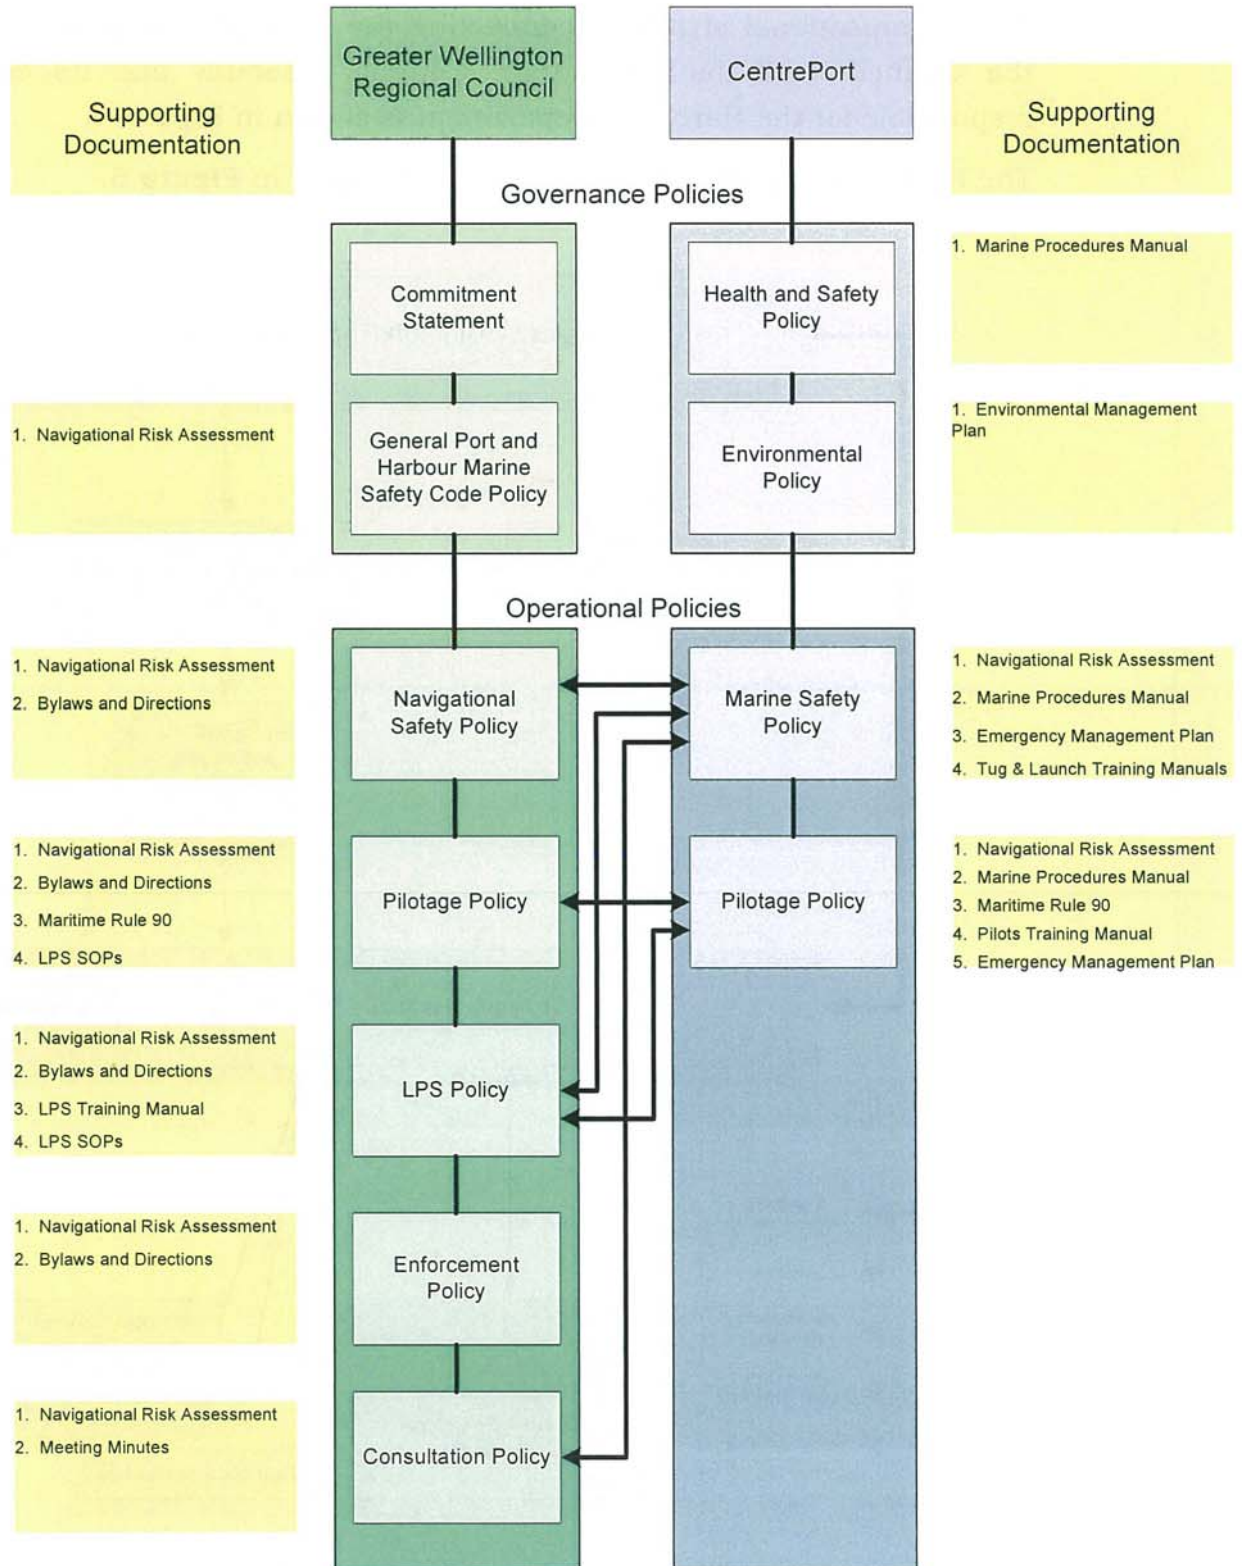 Greater Wellington
Regional Council
CentrePort
Supporting
Documentation
Supporting
Documentation
Governance Policies
Commitment
Statement
Health and Safety
Policy
1. Marine Procedures Manual
1. Navigational Risk Assessment
General Port and
Harbour Marine
Safety Code Policy
Environmental
Policy
1. Environmental Management
Plan
Operational Policies
1. Navigational Risk Assessment
2. Bylaws and Directions
Navigational
Safety Policy
Marine Safety
Policy
1. Navigational Risk Assessment
2. Marine Procedures Manual
3. Emergency Management Plan
4. Tug & Launch Training Manuals
1. Navigational Risk Assessment
2. Bylaws and Directions
3. Maritime Rule 90
4. LPS SOPs
Pilotage Policy
Pilotage Policy
1. Navigational Risk Assessment
2. Marine Procedures Manual
3. Maritime Rule 90
4. Pilots Training Manual
5. Emergency Management Plan
1. Navigational Risk Assessment
2. Bylaws and Directions
3. LPS Training Manual
4. LPS SOPs
LPS Policy
1. Navigational Risk Assessment
2. Bylaws and Directions
Enforcement
Policy
1. Navigational Risk Assessment
2. Meeting Minutes
Consultation Policy